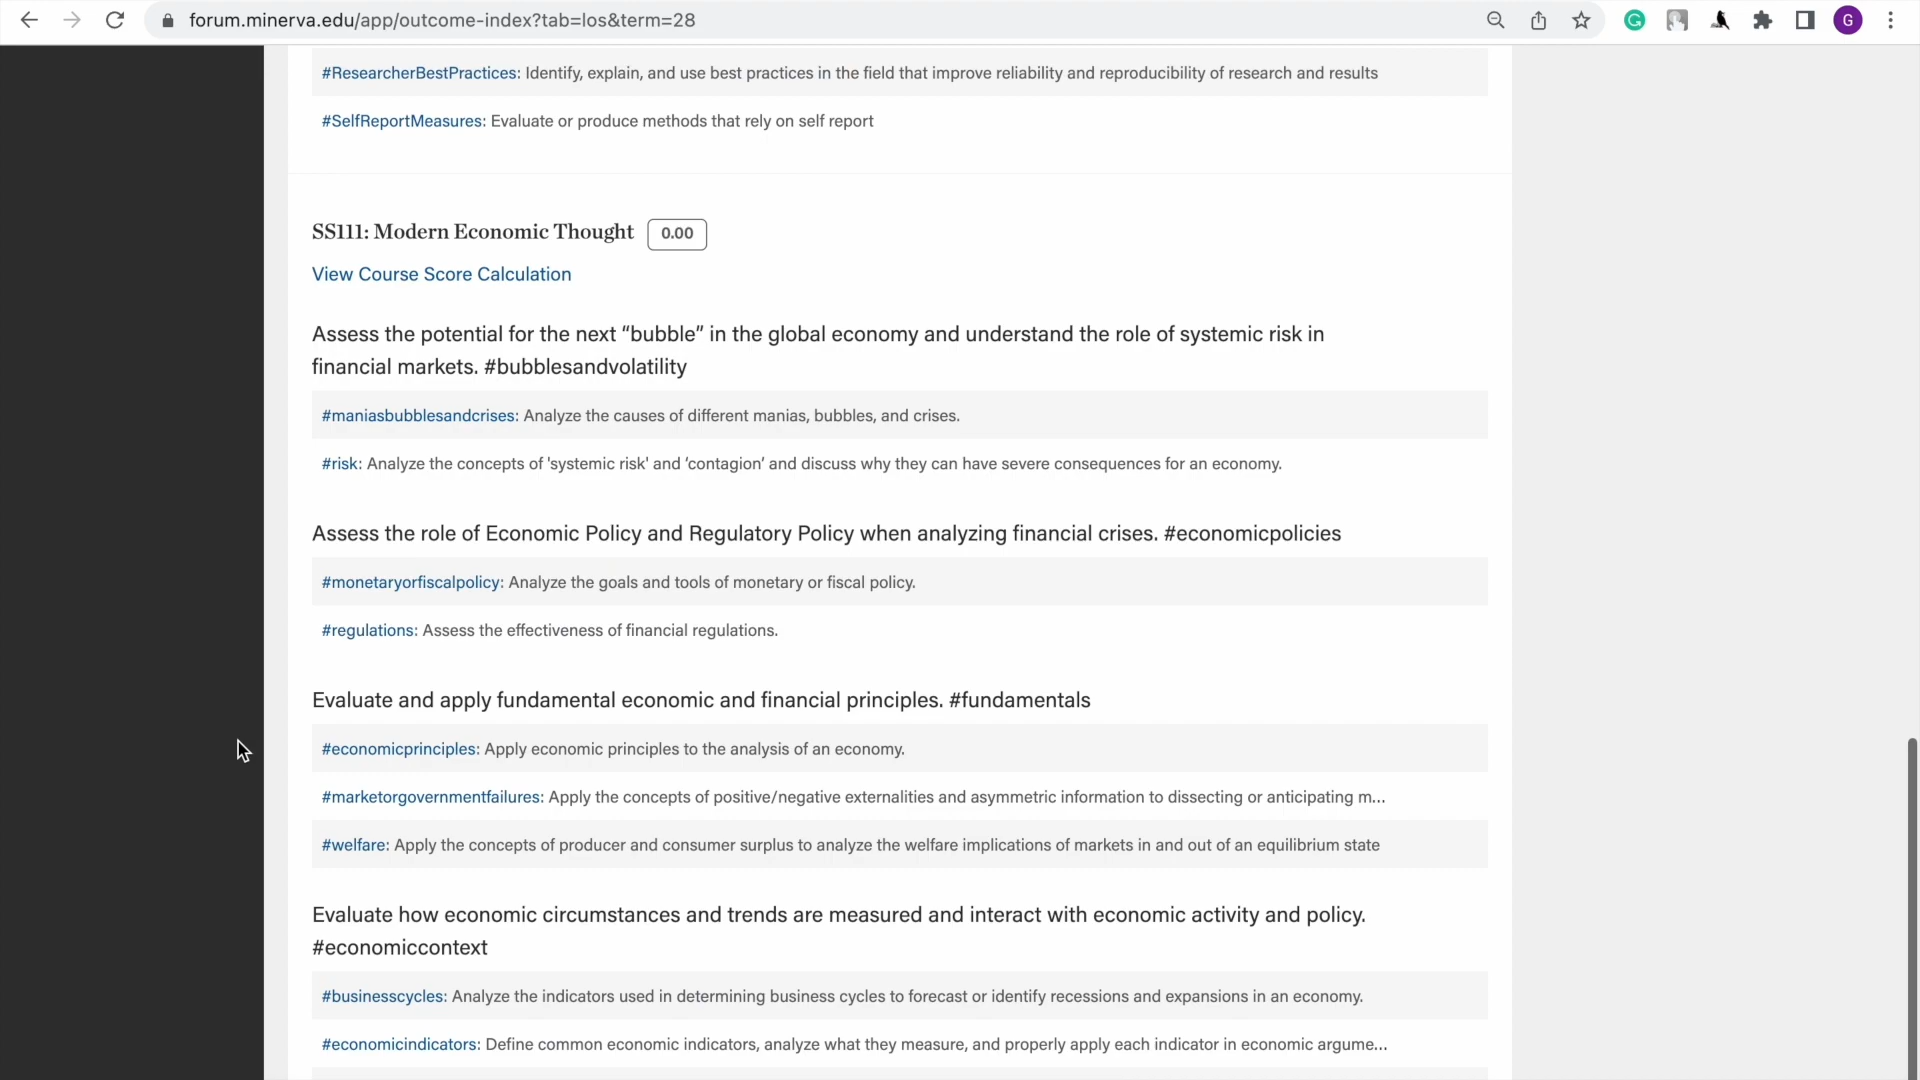 forum.minerva.edu/app/outcome-index?tab=los&term=28
G
#ResearcherBestPractices: Identify, explain, and use best practices in the field that improve reliability and reproducibility of research and results
#SelfReportMeasures: Evaluate or produce methods that rely on self report
SS111: Modern Economic Thought 0.00
View Course Score Calculation
Assess the potential for the next “bubble” in the global economy and understand the role of systemic risk in
financial markets. #bubblesandvolatility
#maniasbubblesandcrises: Analyze the causes of different manias, bubbles, and crises.
#risk: Analyze the concepts of 'systemic risk' and ‘contagion’ and discuss why they can have severe consequences for an economy.
Assess the role of Economic Policy and Regulatory Policy when analyzing financial crises. #economicpolicies
#monetaryorfiscalpolicy: Analyze the goals and tools of monetary or fiscal policy.
#regulations: Assess the effectiveness of financial regulations.
Evaluate and apply fundamental economic and financial principles. #fundamentals
#economicprinciples: Apply economic principles to the analysis of an economy.
#marketorgovernmentfailures: Apply the concepts of positive/negative externalities and asymmetric information to dissecting or anticipating m...
#welfare: Apply the concepts of producer and consumer surplus to analyze the welfare implications of markets in and out of an equilibrium state
Evaluate how economic circumstances and trends are measured and interact with economic activity and policy.
#economiccontext
#businesscycles: Analyze the indicators used in determining business cycles to forecast or identify recessions and expansions in an economy.
#economicindicators: Define common economic indicators, analyze what they measure, and properly apply each indicator in economic argume...